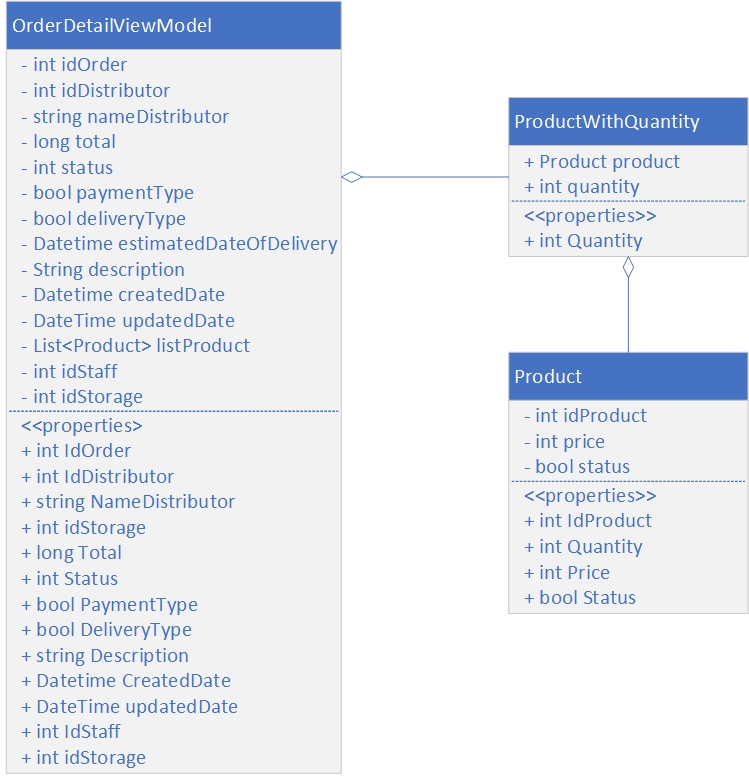 OrderDetailViewModel
- int idOrder
- int idDistributor
- string nameDistributor
- long total
- int status
- bool paymentType
- bool deliveryType
- Datetime estimatedDateOfDelivery
- String description
- Datetime createdDate
- DateTime updatedDate
- List<Product> listProduct
- int idStaff
- int idStorage
<<properties>
+ int IdOrder
+ int IdDistributor
+ string NameDistributor
+ int idStorage
+ long Total
+ int Status
+ bool PaymentType
+ bool DeliveryType
+ string Description
+ Datetime CreatedDate
+ DateTime updatedDate
+ int IdStaff
+ int idStorage
ProductWithQuantity
+ Product product
+ int quantity
<<properties>>
+ int Quantity
Product
- int idProduct
- int price
- bool status
<<properties>>
+ int IdProduct
+ int Quantity
+ int Price
+ bool Status